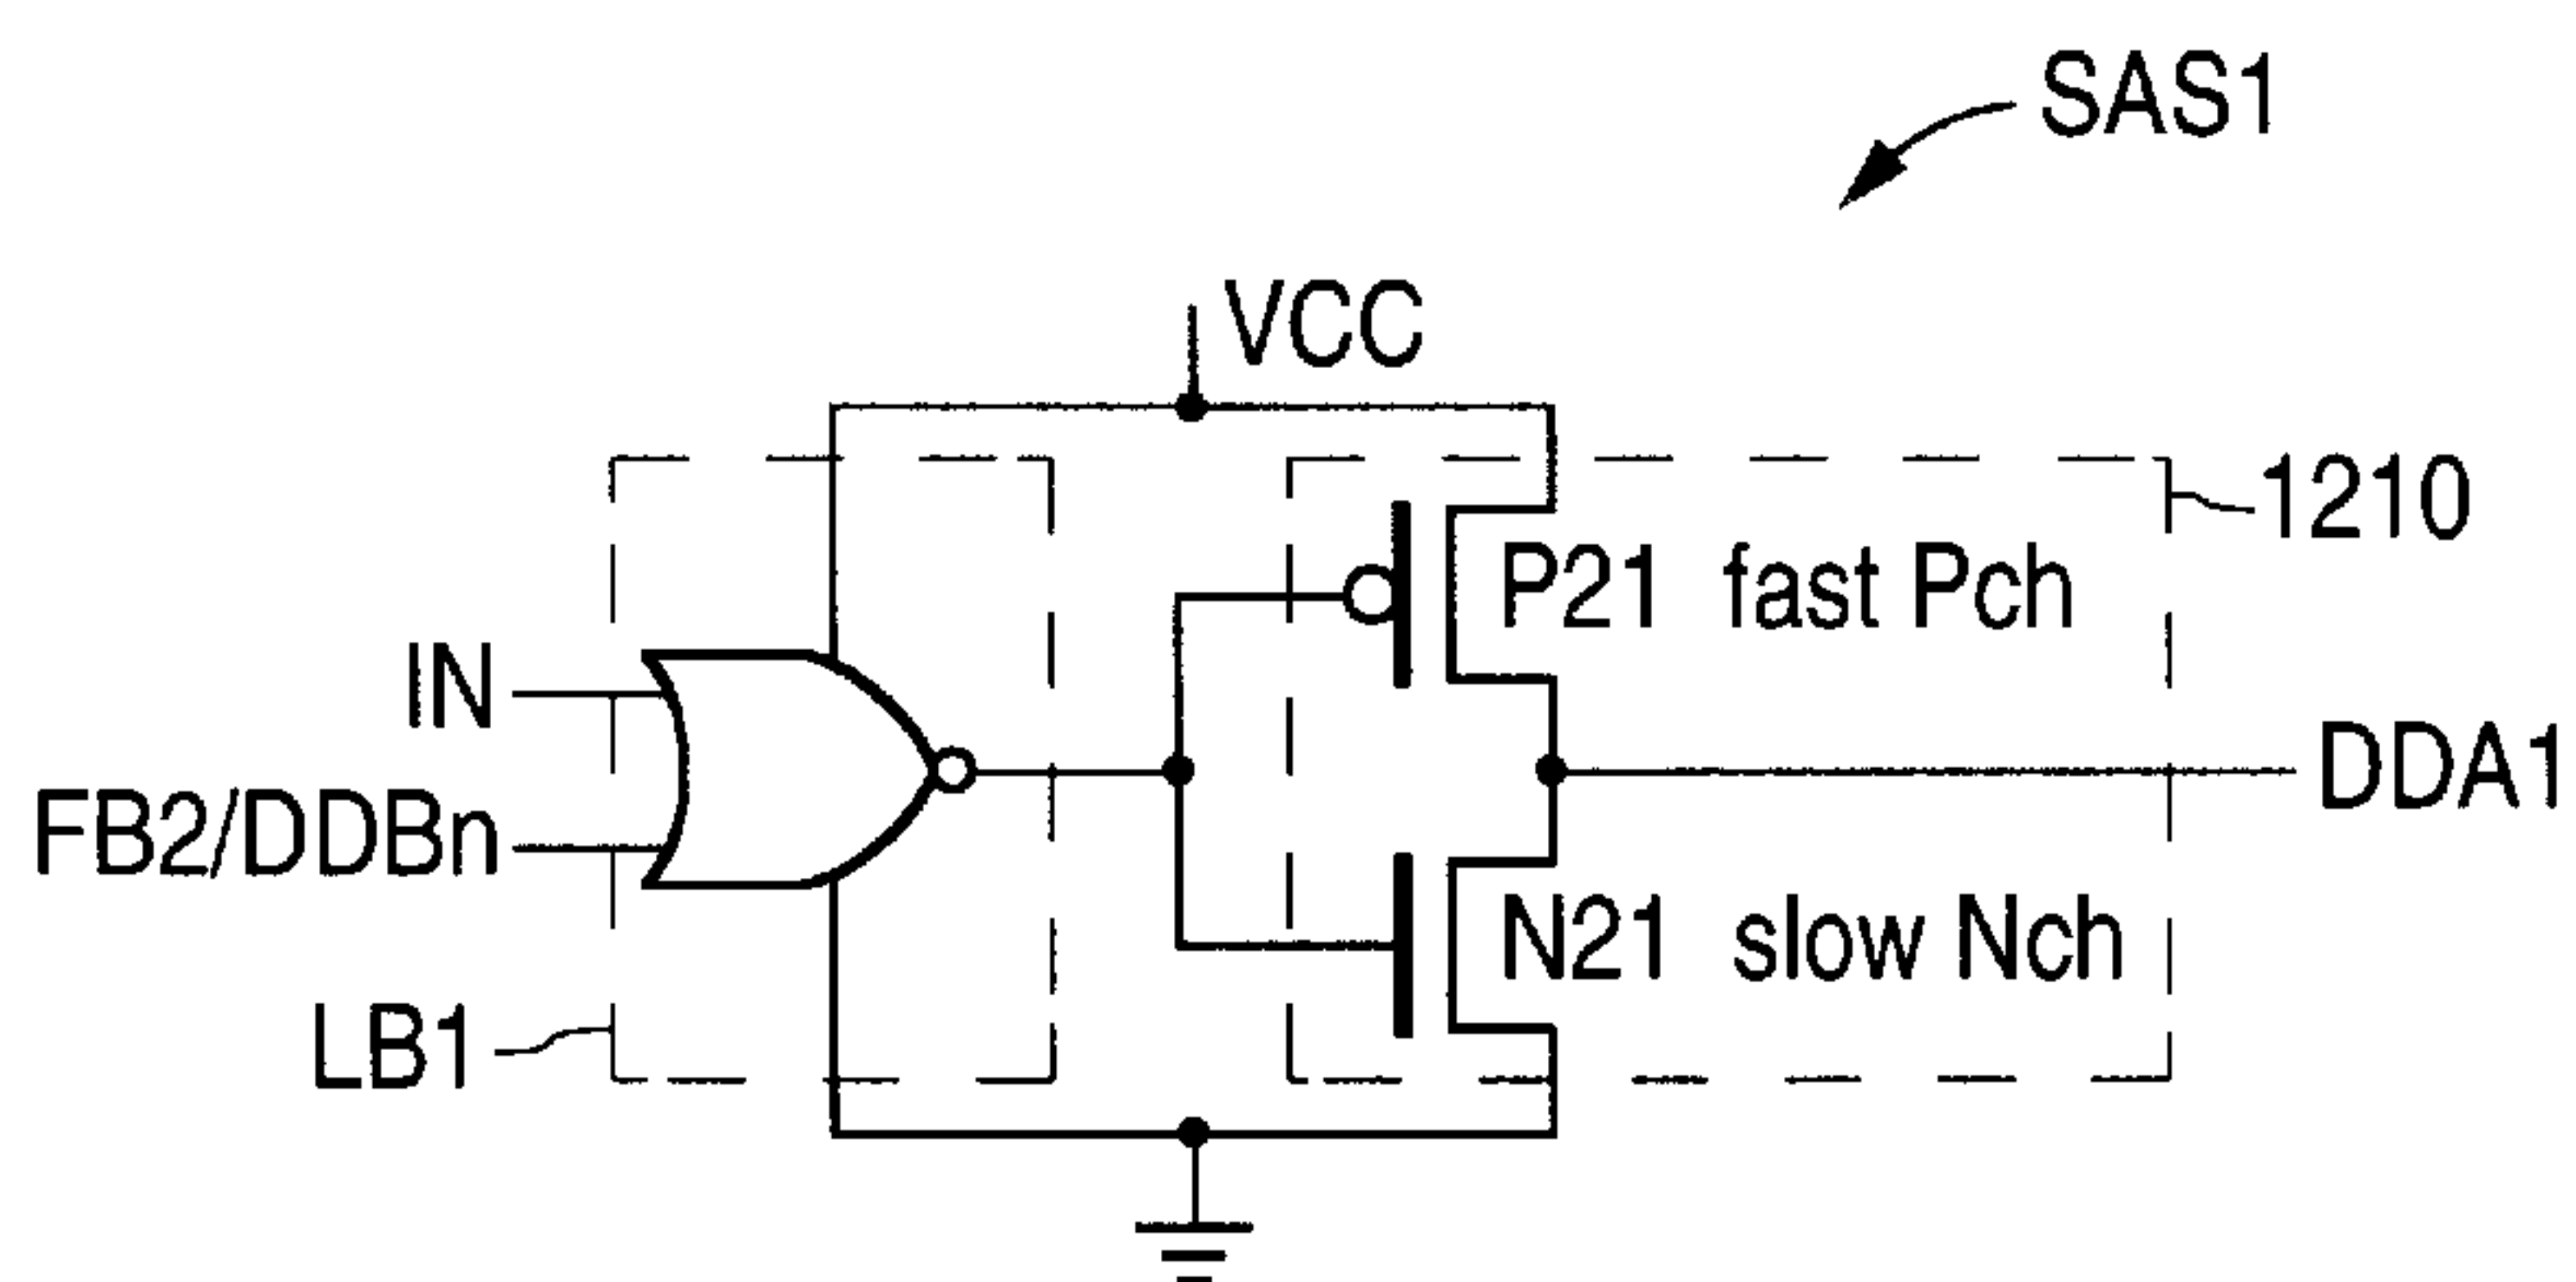 SAS1
VCC
1210
P21 fast Pch
IN
DDA1
FB2/DDBn
N21 slow Nch
LB1